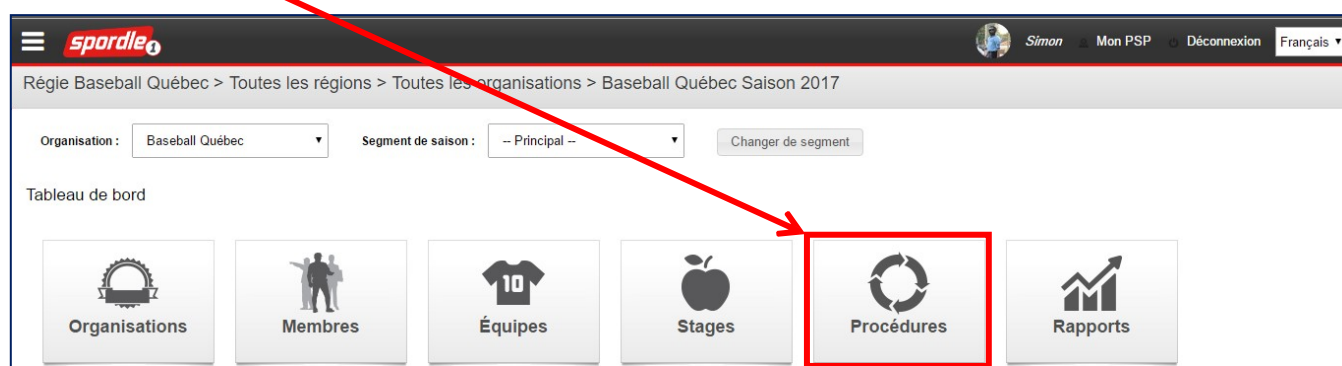 spordle1 Simon Mon PSP Déconnexion Français
Régie Baseball Québec > Toutes les régions > Toutes les organisations > Baseball Québec Saison 2017
Organisation : Baseball Québec Segment de saison : -- Principal -- Changer de segment
Tableau de bord
10
Organisations Membres Équipes Stages Procédures Rapports